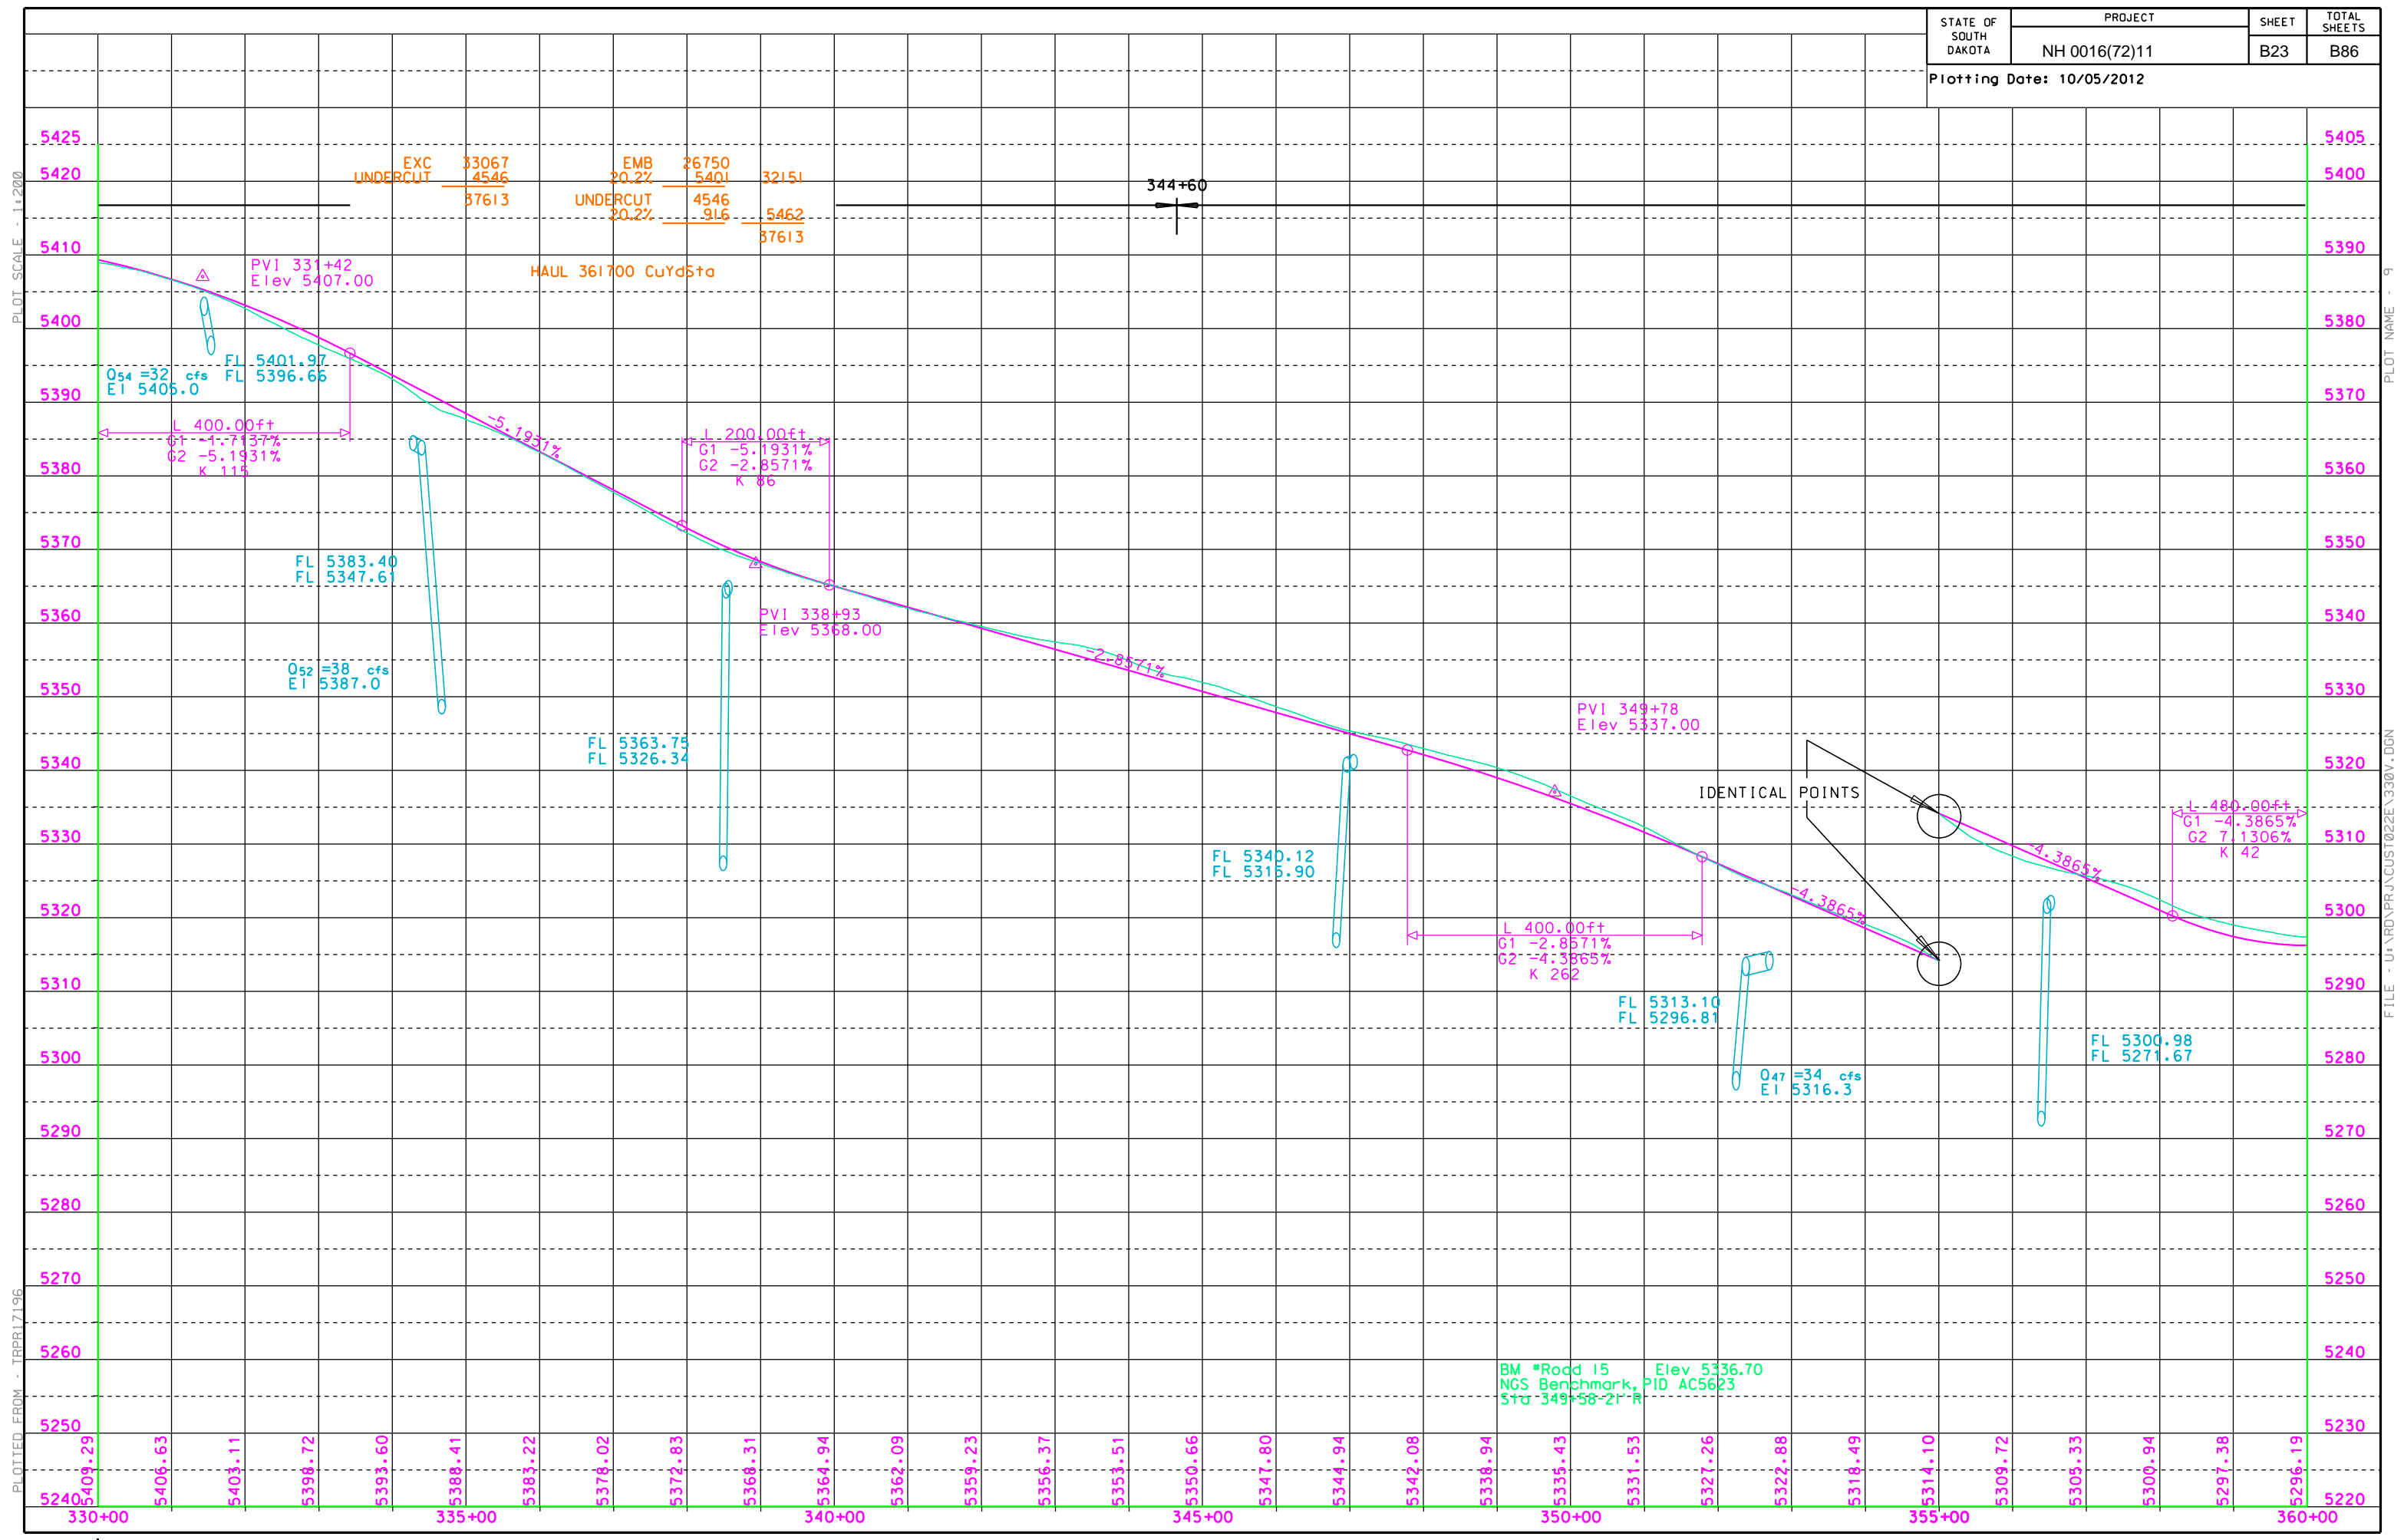 STATE OF
SOUTH
DAKOTA
PROJECT
SHEET
TOTAL
SHEETS
NH 0016(72)11
B23
B86
Plotting Date: 10/05/2012
PLOT SCALE - 1:200
PLOTTED FROM - TRPR17196
PLOT NAME - 9
FILE - U:\RD\PRJ\CUST022E\330V.DGN
5425
5420
5410
5400
5390
5380
5370
5360
5350
5340
5330
5320
5310
5300
5290
5280
5270
5260
5250
5240
5405
5400
5390
5380
5370
5360
5350
5340
5330
5320
5310
5300
5290
5280
5270
5260
5250
5240
5230
5220
EXC 33067
UNDERCUT 4546
37613
EMB 26750
20.2% 5401 32151
UNDERCUT 4546
20.2% 916 5462
37613
HAUL 361700 CuYdSta
344+60
PVI 331+42
Elev 5407.00
FL 5401.97
FL 5396.66
Q54 =32 cfs
El 5405.0
L 400.00ft
G1 -1.7137%
G2 -5.1931%
K 115
-5.1931%
L 200.00ft
G1 -5.1931%
G2 -2.8571%
K 86
FL 5383.40
FL 5347.61
Q52 =38 cfs
El 5387.0
PVI 338+93
Elev 5368.00
FL 5363.75
FL 5326.34
-2.8571%
PVI 349+78
Elev 5337.00
IDENTICAL POINTS
FL 5340.12
FL 5315.90
L 400.00ft
G1 -2.8571%
G2 -4.3865%
K 262
-4.3865%
-4.3865%
L 480.00ft
G1 -4.3865%
G2 7.1306%
K 42
FL 5313.10
FL 5296.81
Q47 =34 cfs
El 5316.3
FL 5300.98
FL 5271.67
BM "Road 15 Elev 5336.70
NGS Benchmark, PID AC5623
Sta 349+58-21' R
5409.29
5406.63
5403.11
5398.72
5393.60
5388.41
5383.22
5378.02
5372.83
5368.31
5364.94
5362.09
5359.23
5356.37
5353.51
5350.66
5347.80
5344.94
5342.08
5338.94
5335.43
5331.53
5327.26
5322.88
5318.49
5314.10
5309.72
5305.33
5300.94
5297.38
5296.19
330+00
335+00
340+00
345+00
350+00
355+00
360+00